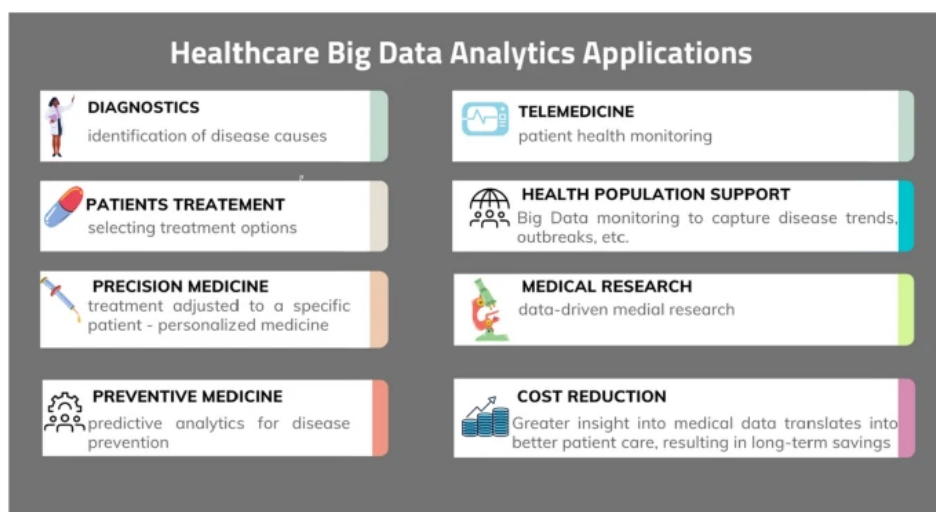 Healthcare Big Data Analytics Applications
DIAGNOSTICS
identification of disease causes
PATIENTS TREATEMENT
selecting treatment options
PRECISION MEDICINE
treatment adjusted to a specific
patient - personalized medicine
PREVENTIVE MEDICINE
predictive analytics for disease
prevention
TELEMEDICINE
patient health monitoring
HEALTH POPULATION SUPPORT
Big Data monitoring to capture disease trends,
outbreaks, etc.
MEDICAL RESEARCH
data-driven medial research
COST REDUCTION
Greater insight into medical data translates into
better patient care, resulting in long-term savings